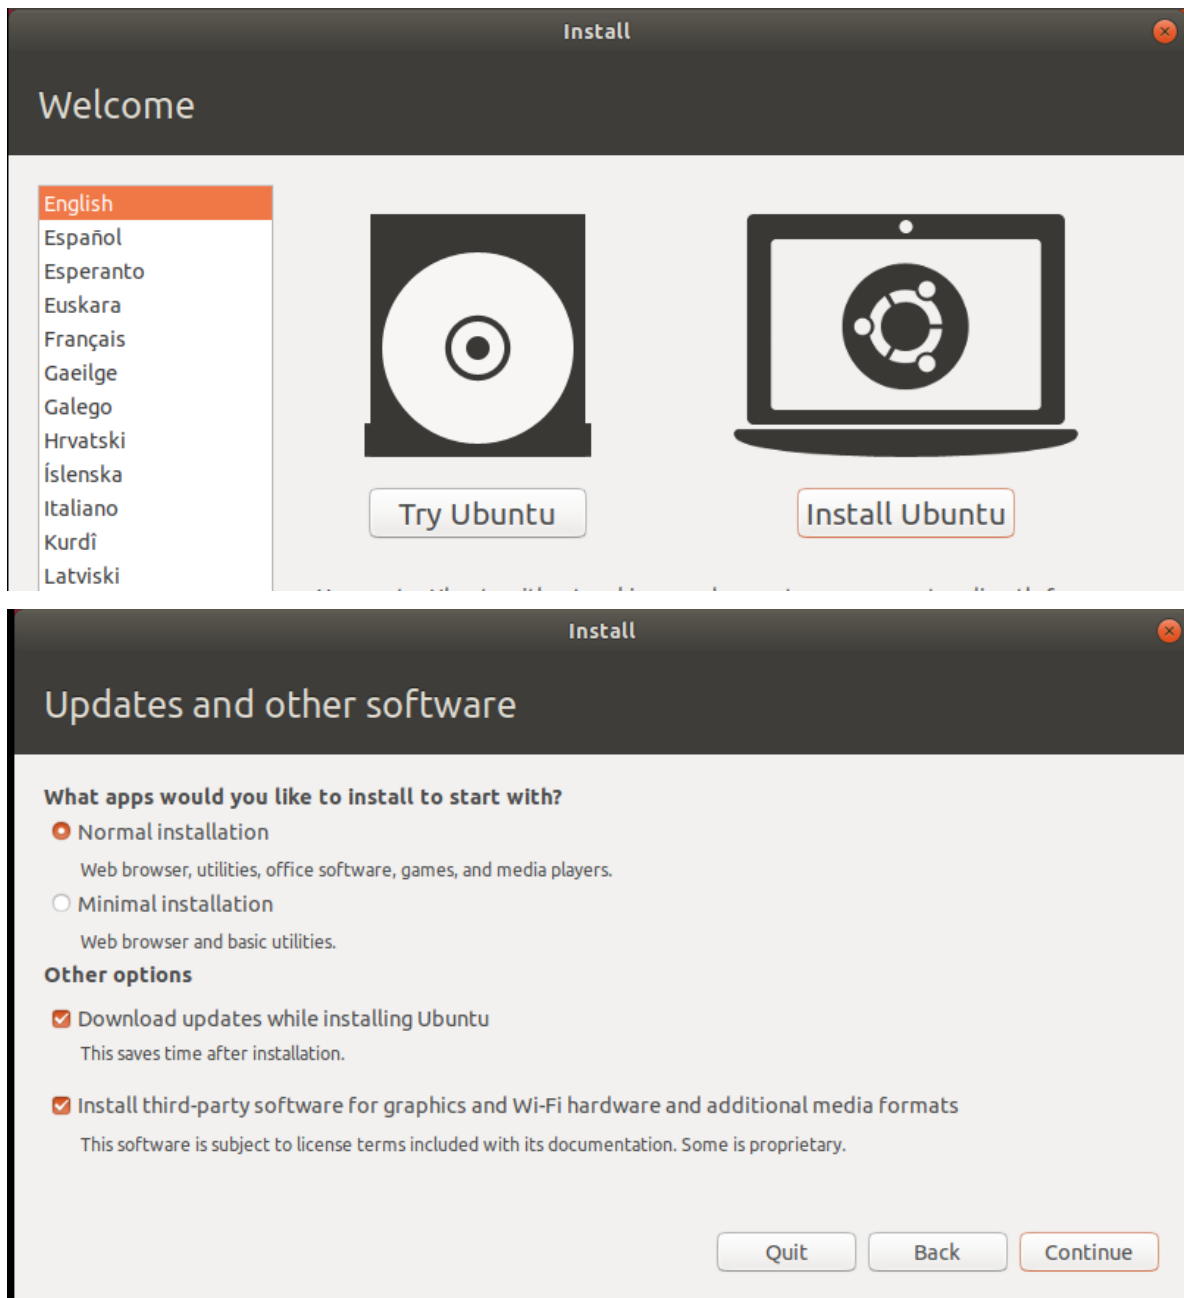 Install
Welcome
English
Español
Esperanto
Euskara
Français
Gaeilge
Galego
Hrvatski
Íslenska
Italiano
Kurdî
Latviski
Try Ubuntu
Install Ubuntu
Install
Updates and other software
What apps would you like to install to start with?
Normal installation
Web browser, utilities, office software, games, and media players.
Minimal installation
Web browser and basic utilities.
Other options
Download updates while installing Ubuntu
This saves time after installation.
Install third-party software for graphics and Wi-Fi hardware and additional media formats
This software is subject to license terms included with its documentation. Some is proprietary.
Quit
Back
Continue